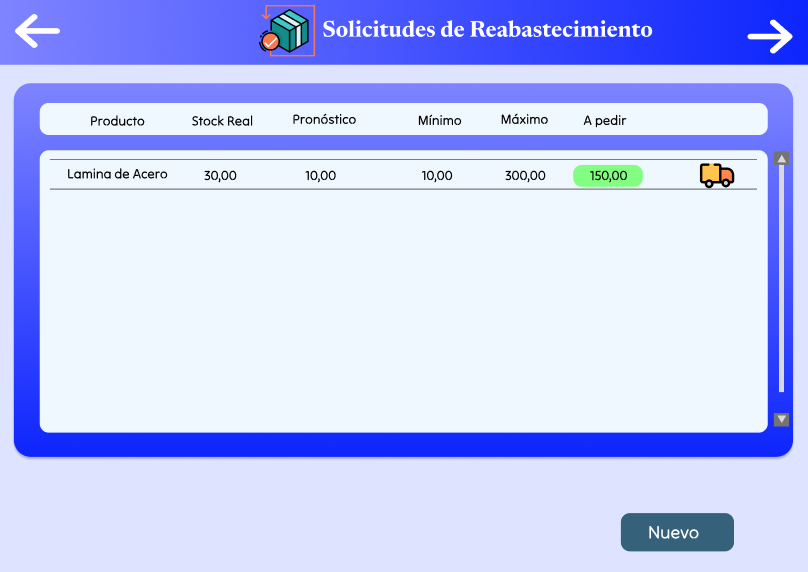 Solicitudes de Reabastecimiento
Producto Stock Real Pronóstico Mínimo Máximo A pedir
Lamina de Acero 30,00 10,00 10,00 300,00 150,00
Nuevo